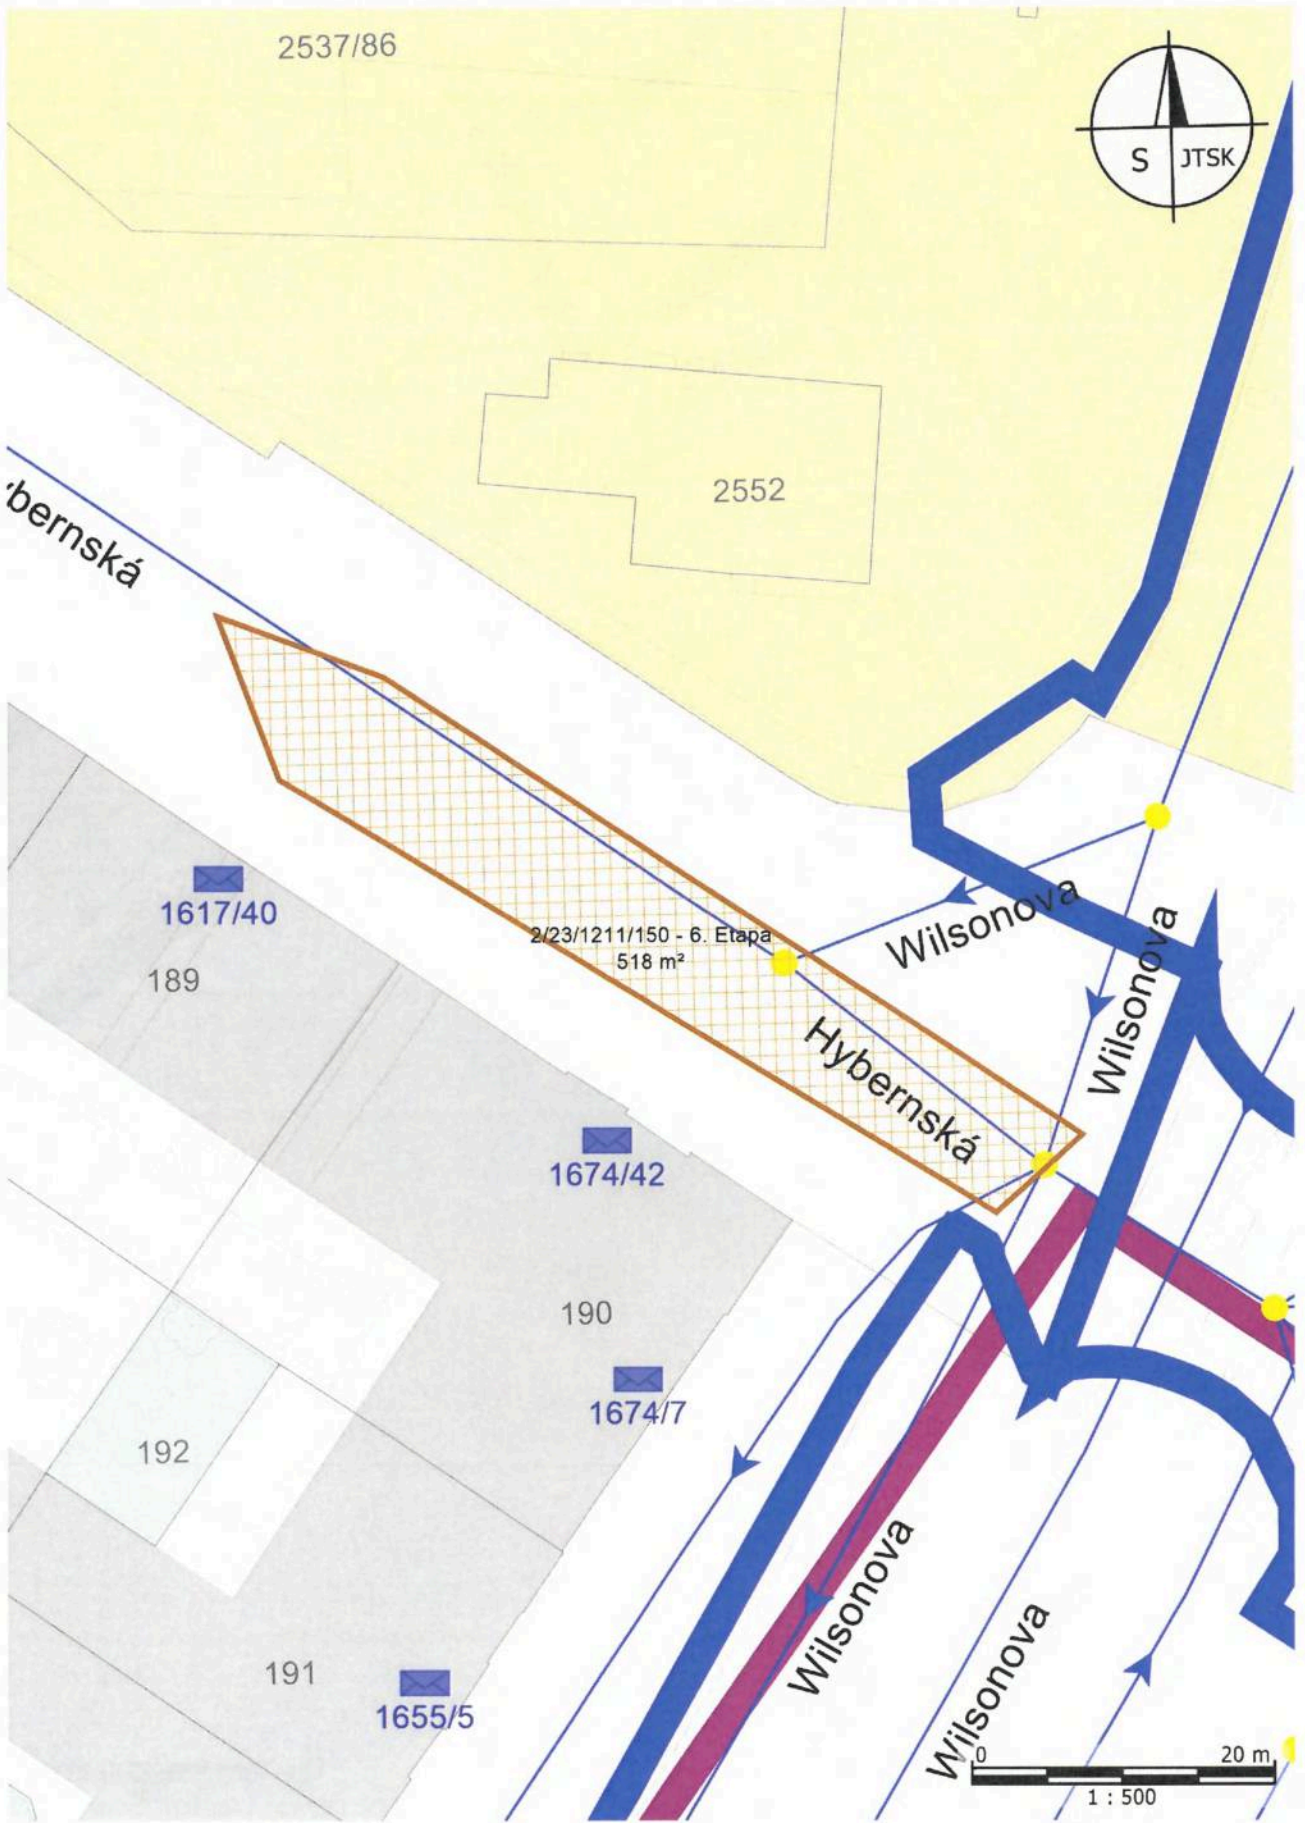 2537/86
S JTSK
2552
bernská
1617/40
2/23/1211/150 - 6. Etapa
518 m²
Wilsonova
Wilsonova
189
Hybernská
1674/42
190
1674/7
192
Wilsonova
Wilsonova
191
1655/5
0 20 m
1 : 500